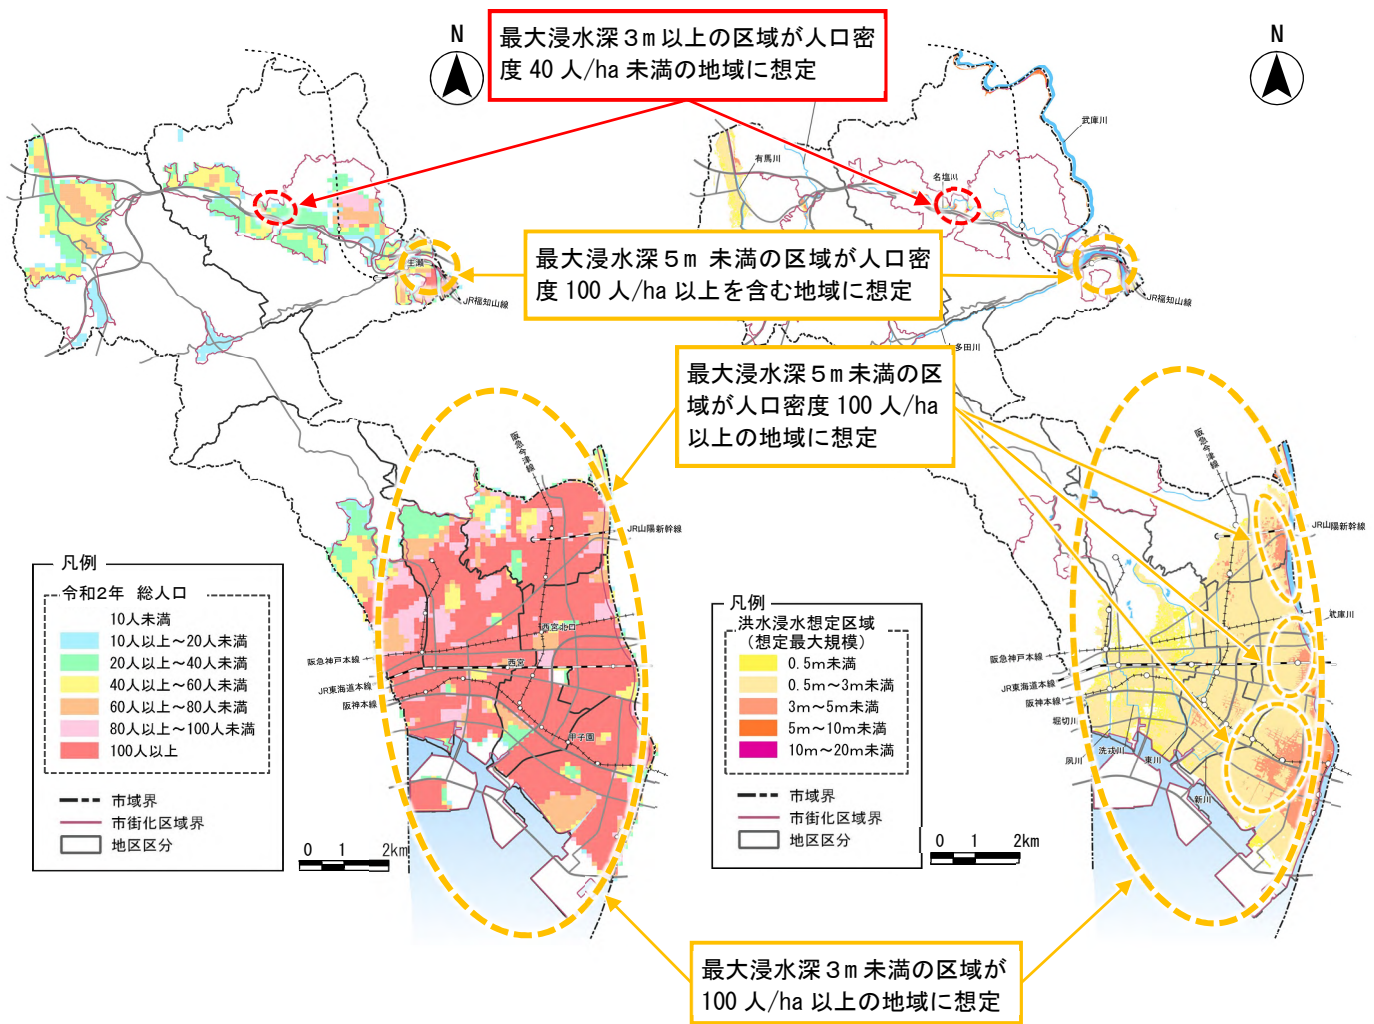 最大浸水深３m以上の区域が人口密
度 40 人/ha 未満の地域に想定
N
N
武庫川
有馬川
名塩川
最大浸水深５m 未満の区域が人口密
度 100 人/ha 以上を含む地域に想定
生瀬
JR福知山線
JR福知山線
多田川
最大浸水深５m 未満の区
域が人口密度 100 人/ha
以上の地域に想定
阪急今津線
阪急今津線
JR山陽新幹線
JR山陽新幹線
凡例
令和2年 総人口
10人未満
10人以上～20人未満
20人以上～40人未満
40人以上～60人未満
60人以上～80人未満
80人以上～100人未満
100人以上
市域界
市街化区域界
地区区分
0 1 2km
西宮北口
阪急神戸本線
西宮
JR東海道本線
阪神本線
甲子園
凡例
洪水浸水想定区域
（想定最大規模）
0.5m未満
0.5m～3m未満
3m～5m未満
5m～10m未満
10m～20m未満
市域界
市街化区域界
地区区分
0 1 2km
武庫川
阪急神戸本線
JR東海道本線
阪神本線
堀切川
夙川
洗戎川
東川
新川
最大浸水深３m 未満の区域が
100 人/ha 以上の地域に想定